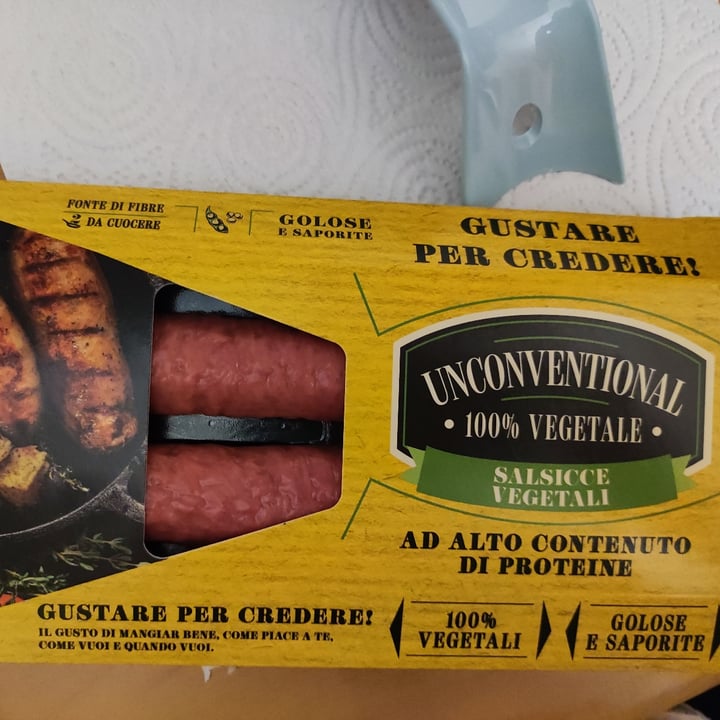 FONTE DI FIBRE
DA CUOCERE
GOLOSE
E SAPORITE
GUSTARE
PER CREDERE!
UNCONVENTIONAL
• 100% VEGETALE •
SALSICCE
VEGETALI
AD ALTO CONTENUTO
DI PROTEINE
GUSTARE PER CREDERE!
IL GUSTO DI MANGIAR BENE, COME PIACE A TE,
COME VUOI E QUANDO VUOI.
100%
VEGETALI
GOLOSE
E SAPORITE